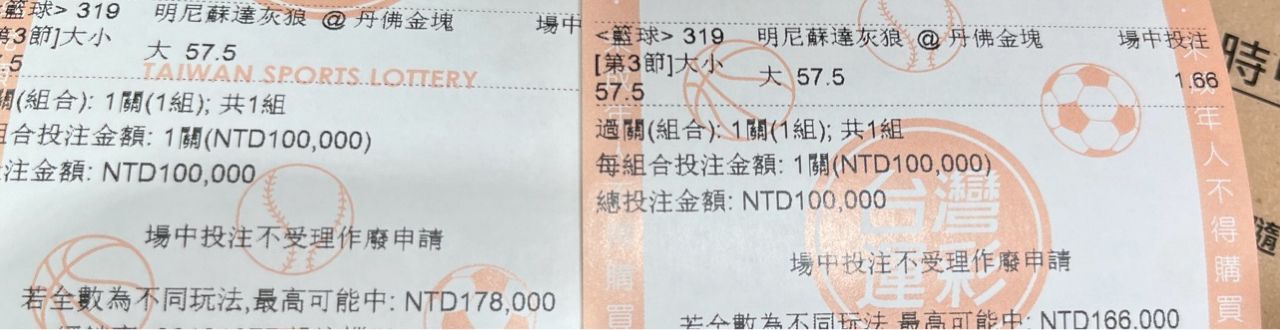 籃球> 319 明尼蘇達灰狼 @ 丹佛金塊 場中
第3節]大小 大 57.5
7.5
TAIWAN SPORTS LOTTERY
關(組合): 1關(1組); 共1組
組合投注金額: 1關(NTD100,000)
注金額: NTD100,000
場中投注不受理作廢申請
若全數為不同玩法,最高可能中: NTD178,000
<籃球> 319 明尼蘇達灰狼 @ 丹佛金塊 場中投注
[第3節]大小 大 57.5 1.66
57.5
過關(組合): 1關(1組); 共1組
每組合投注金額: 1關(NTD100,000)
總投注金額: NTD100,000
台灣
運彩
場中投注不受理作廢申請
若全數為不同玩法,最高可能中: NTD166,000
未成年人不得購買
購買
時
隨